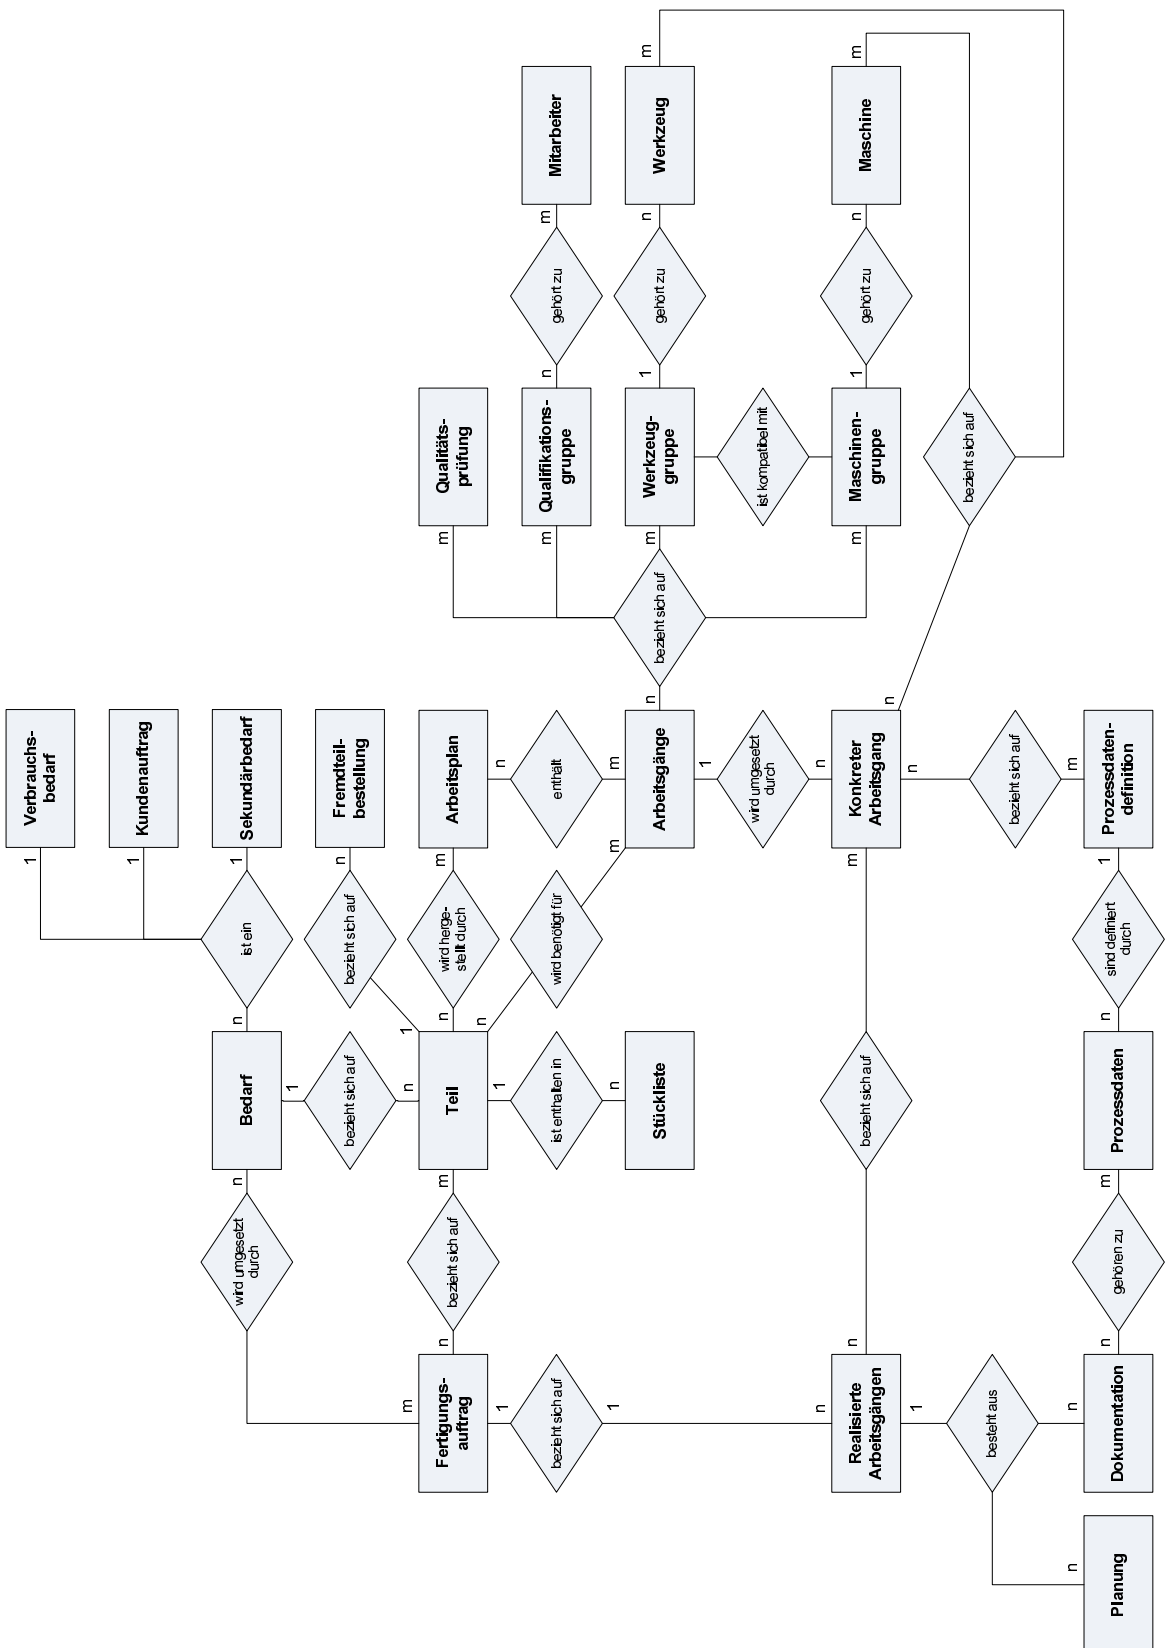 1
Verbrauchs-
bedarf
1
Kundenauftrag
wird umgesetzt
durch
n
Bedarf
n
ist ein
1
Sekundärbedarf
1
bezieht sich auf
n
1
bezieht sich auf
n
Fremdteil-
bestellung
m
Fertigungs-
auftrag
n
bezieht sich auf
m
Teil
n
wird herge-
stellt durch
m
Arbeitsplan
m
Qualitäts-
prüfung
1
bezieht sich auf
1
1
ist enthalten in
n
n
wird benötigt für
m
n
enthält
m
m
Qualifikations-
gruppe
n
gehört zu
m
Mitarbeiter
Stückliste
Arbeitsgänge
n
bezieht sich auf
m
Werkzeug-
gruppe
1
gehört zu
n
Werkzeug
m
1
wird umgesetzt
durch
n
ist kompatibel mit
n
Realisierte
Arbeitsgängen
n
bezieht sich auf
m
Konkreter
Arbeitsgang
n
m
Maschinen-
gruppe
1
gehört zu
n
Maschine
m
1
besteht aus
n
n
bezieht sich auf
m
bezieht sich auf
n
Planung
Dokumentation
n
gehören zu
m
Prozessdaten
n
sind definiert
durch
1
Prozessdaten-
definition